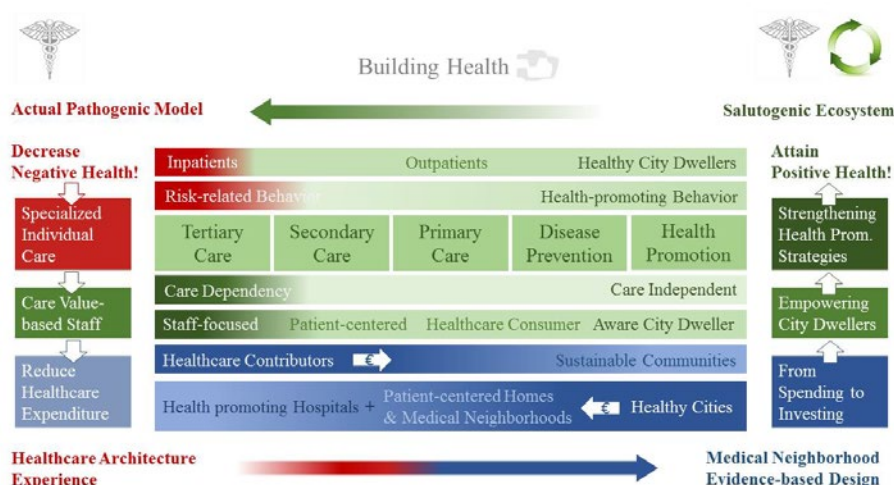 Building Health
Actual Pathogenic Model
Salutogenic Ecosystem
Decrease
Negative Health!
Specialized
Individual
Care
Care Value-
based Staff
Reduce
Healthcare
Expenditure
Inpatients Outpatients Healthy City Dwellers
Risk-related Behavior Health-promoting Behavior
Tertiary
Care
Secondary
Care
Primary
Care
Disease
Prevention
Health
Promotion
Care Dependency Care Independent
Staff-focused Patient-centered Healthcare Consumer Aware City Dweller
Healthcare Contributors € Sustainable Communities
Health promoting Hospitals + Patient-centered Homes
& Medical Neighborhoods € Healthy Cities
Attain
Positive Health!
Strengthening
Health Prom.
Strategies
Empowering
City Dwellers
From
Spending to
Investing
Healthcare Architecture
Experience
Medical Neighborhood
Evidence-based Design